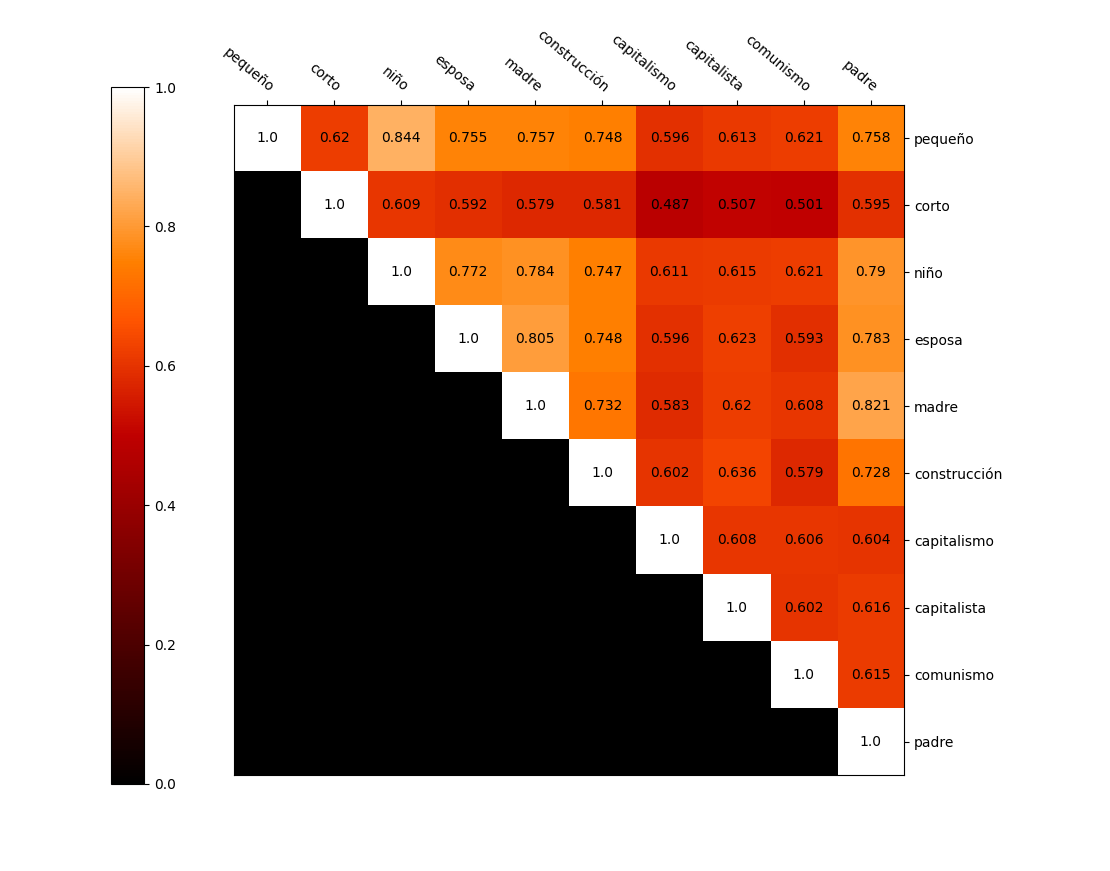 pequeño corto niño esposa madre construcción capitalismo capitalista comunismo padre
1.0
1.0 0.62 0.844 0.755 0.757 0.748 0.596 0.613 0.621 0.758 pequeño
1.0 0.609 0.592 0.579 0.581 0.487 0.507 0.501 0.595 corto
0.8
1.0 0.772 0.784 0.747 0.611 0.615 0.621 0.79 niño
1.0 0.805 0.748 0.596 0.623 0.593 0.783 esposa
0.6
1.0 0.732 0.583 0.62 0.608 0.821 madre
0.4
1.0 0.602 0.636 0.579 0.728 construcción
1.0 0.608 0.606 0.604 capitalismo
1.0 0.602 0.616 capitalista
0.2
1.0 0.615 comunismo
1.0 padre
0.0